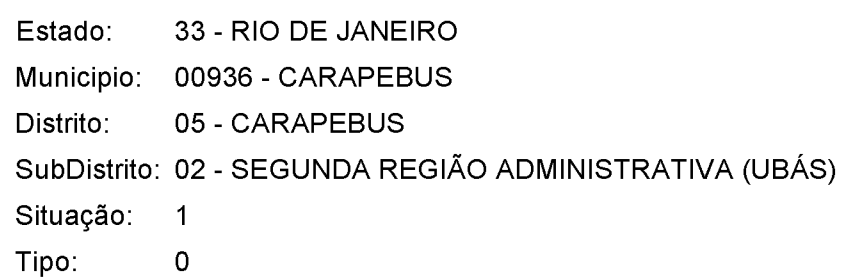 Estado: 33 - RIO DE JANEIRO
Municipio: 00936 - CARAPEBUS
Distrito: 05 - CARAPEBUS
SubDistrito: 02 - SEGUNDA REGIÃO ADMINISTRATIVA (UBÁS)
Situação: 1
Tipo: 0